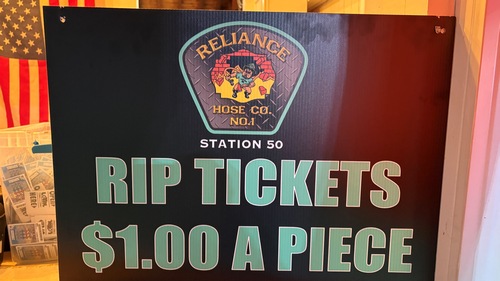 RELIANCE
HOSE CO.
NO.1
STATION 50
RIP TICKETS
$1.00 A PIECE